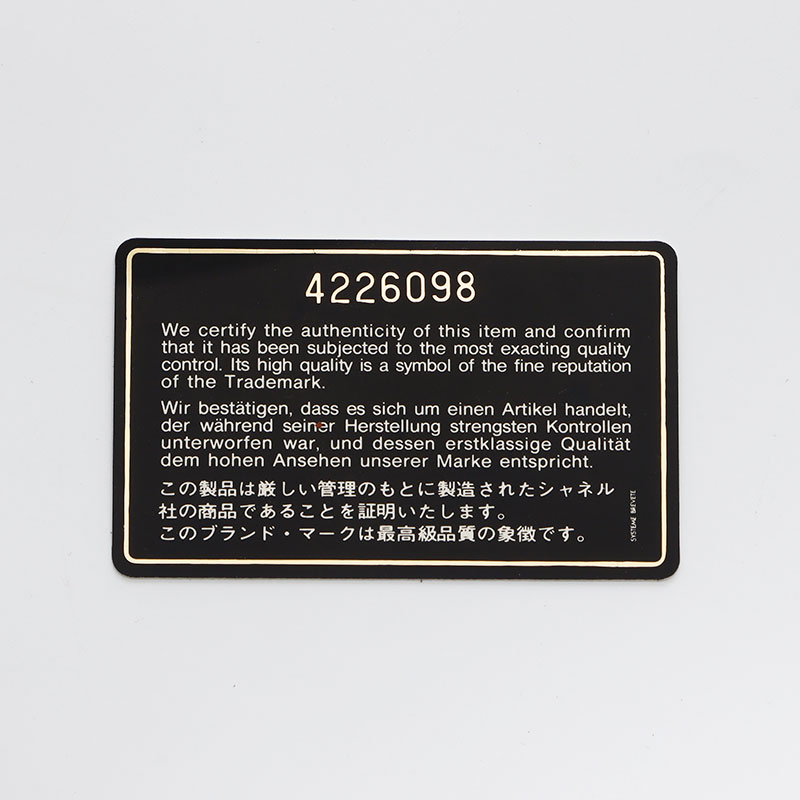 4226098
We certify the authenticity of this item and confirm
that it has been subjected to the most exacting quality
control. Its high quality is a symbol of the fine reputation
of the Trademark.
Wir bestätigen, dass es sich um einen Artikel handelt,
der während seiner Herstellung strengsten Kontrollen
unterworfen war, und dessen erstklassige Qualität
dem hohen Ansehen unserer Marke entspricht.
この製品は厳しい管理のもとに製造されたシャネル
社の商品であることを証明いたします。
このブランド・マークは最高級品質の象徴です。
SYSTEME BREVETE